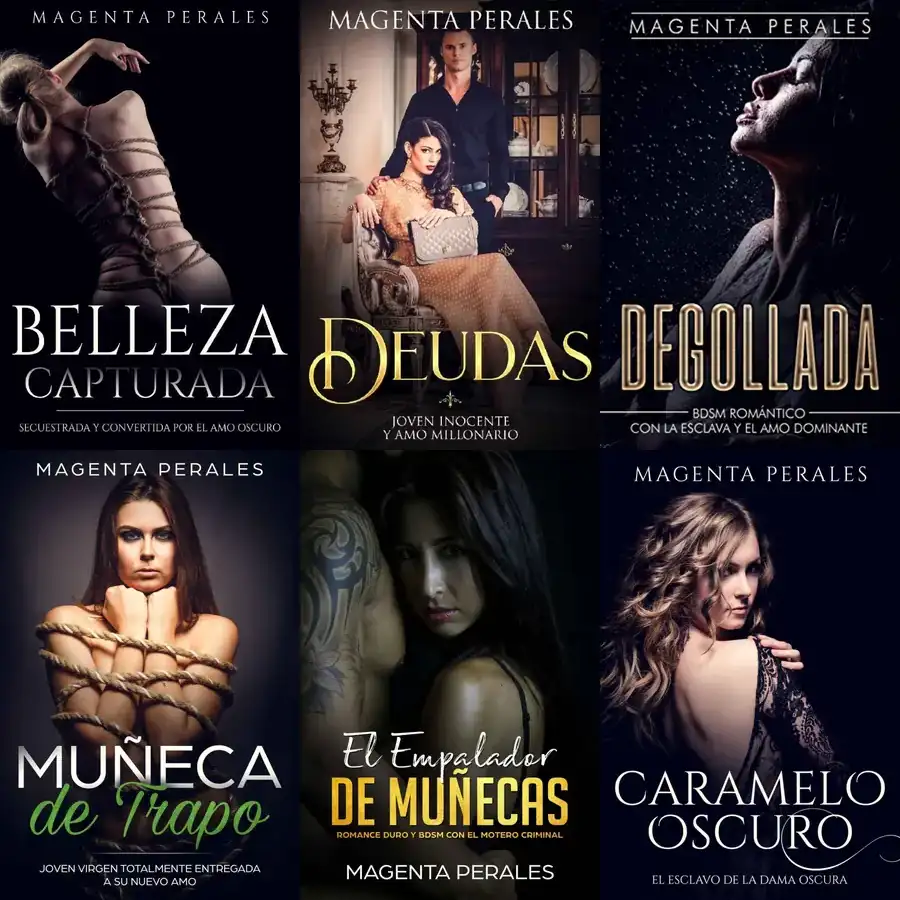 MAGENTA PERALES
BELLEZA
CAPTURADA
SECUESTRADA Y CONVERTIDA POR EL AMO OSCURO
MAGENTA PERALES
DEUDAS
JOVEN INOCENTE
Y AMO MILLONARIO
MAGENTA PERALES
DEGOLLADA
BDSM ROMÁNTICO
CON LA ESCLAVA Y EL AMO DOMINANTE
MAGENTA PERALES
MUÑECA
de Trapo
JOVEN VIRGEN TOTALMENTE ENTREGADA
A SU NUEVO AMO
El Empalador
DE MUÑECAS
ROMANCE DURO Y BDSM CON EL MOTERO CRIMINAL
MAGENTA PERALES
MAGENTA PERALES
CARAMELO
OSCURO
EL ESCLAVO DE LA DAMA OSCURA